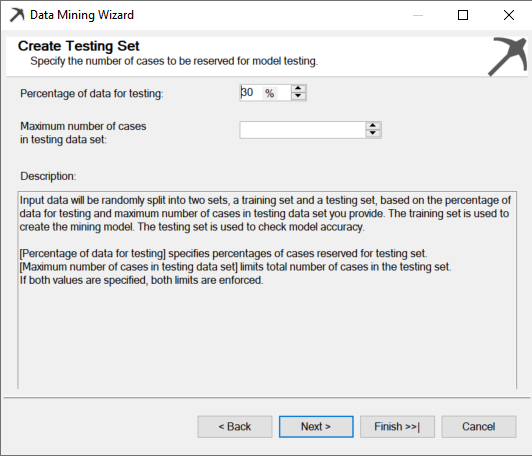 Data Mining Wizard
Create Testing Set
Specify the number of cases to be reserved for model testing.
Percentage of data for testing:
30 %
Maximum number of cases
in testing data set:
Description:
Input data will be randomly split into two sets, a training set and a testing set, based on the percentage of
data for testing and maximum number of cases in testing data set you provide. The training set is used to
create the mining model. The testing set is used to check model accuracy.
[Percentage of data for testing] specifies percentages of cases reserved for testing set.
[Maximum number of cases in testing data set] limits total number of cases in the testing set.
If both values are specified, both limits are enforced.
< Back
Next >
Finish >>|
Cancel